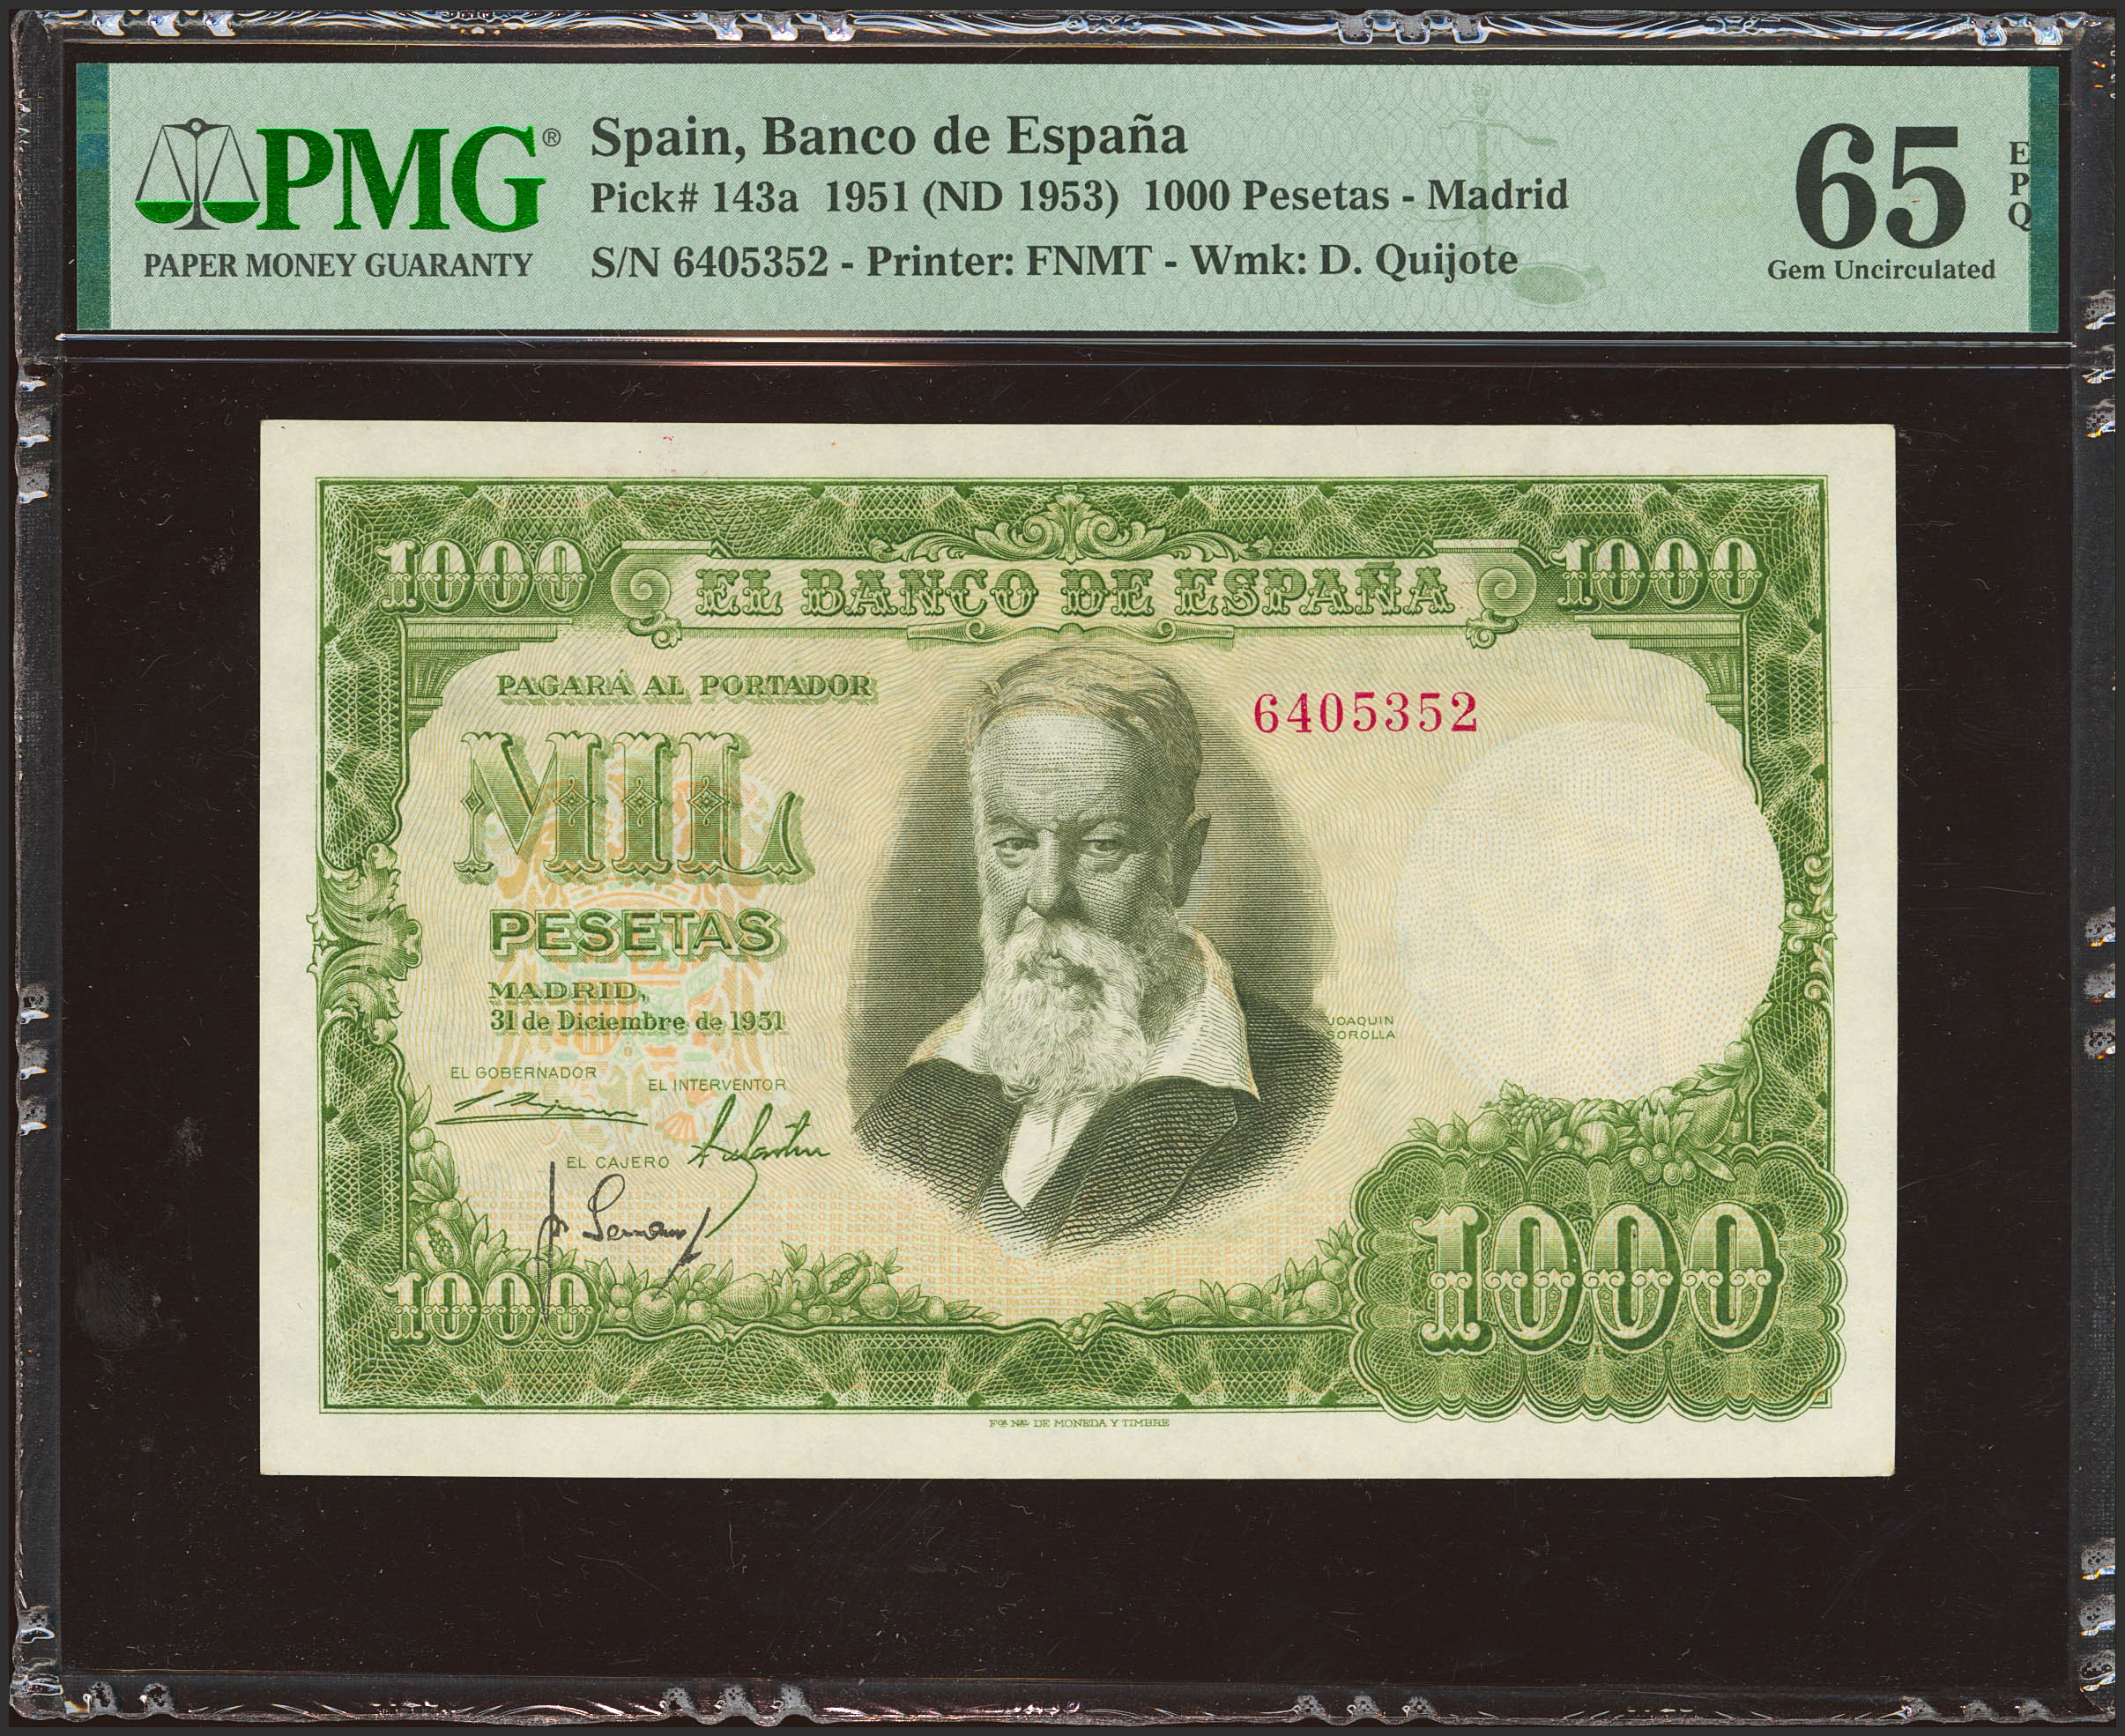 PMG®
PAPER MONEY GUARANTY
Spain, Banco de España
Pick# 143a 1951 (ND 1953) 1000 Pesetas - Madrid
S/N 6405352 - Printer: FNMT - Wmk: D. Quijote
65
EPQ
Gem Uncirculated
1000
EL BANCO DE ESPAÑA
1000
PAGARÁ AL PORTADOR
6405352
MIL
PESETAS
MADRID,
31 de Diciembre de 1951
JOAQUIN
SOROLLA
EL GOBERNADOR
EL INTERVENTOR
EL CAJERO
1000
1000
Fca. Nal. DE MONEDA Y TIMBRE